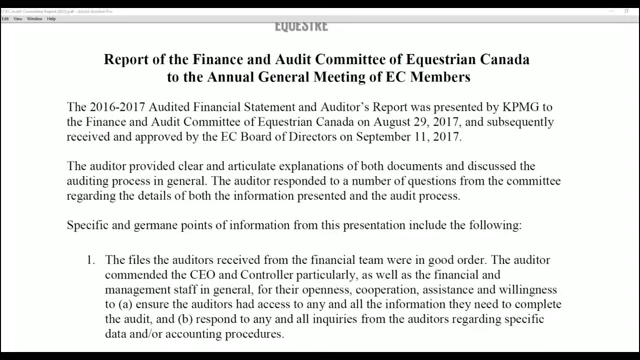 Edit View Window Help
EQUESTRE
Report of the Finance and Audit Committee of Equestrian Canada
to the Annual General Meeting of EC Members
The 2016-2017 Audited Financial Statement and Auditor's Report was presented by KPMG to
the Finance and Audit Committee of Equestrian Canada on August 29, 2017, and subsequently
received and approved by the EC Board of Directors on September 11, 2017.
The auditor provided clear and articulate explanations of both documents and discussed the
auditing process in general. The auditor responded to a number of questions from the committee
regarding the details of both the information presented and the audit process.
Specific and germane points of information from this presentation include the following:
1. The files the auditors received from the financial team were in good order. The auditor
commended the CEO and Controller particularly, as well as the financial and
management staff in general, for their openness, cooperation, assistance and willingness
to (a) ensure the auditors had access to any and all the information they need to complete
the audit, and (b) respond to any and all inquiries from the auditors regarding specific
data and/or accounting procedures.